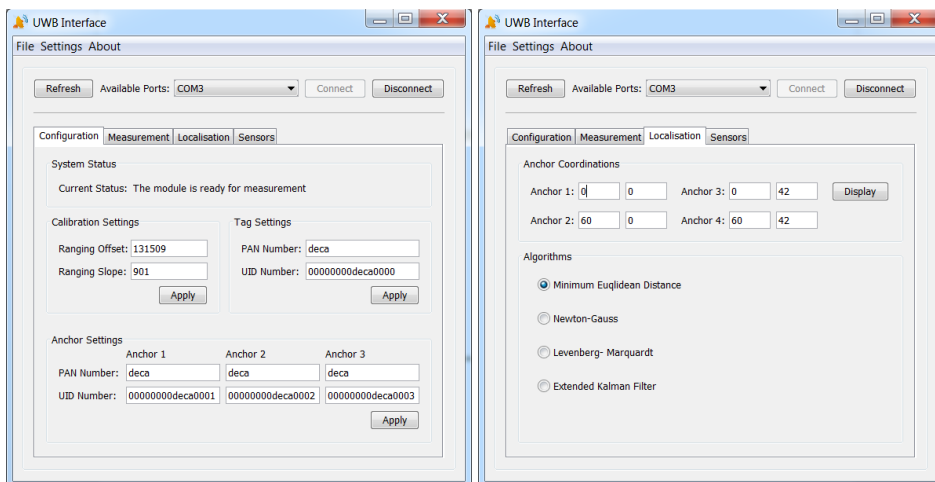 UWB Interface
File Settings About
Refresh Available Ports: COM3 Connect Disconnect
Configuration Measurement Localisation Sensors
System Status
Current Status: The module is ready for measurement
Calibration Settings Tag Settings
Ranging Offset: 131509 PAN Number: deca
Ranging Slope: 901 UID Number: 00000000deca0000
Apply Apply
Anchor Settings
Anchor 1 Anchor 2 Anchor 3
PAN Number: deca deca deca
UID Number: 00000000deca0001 00000000deca0002 00000000deca0003
Apply
UWB Interface
File Settings About
Refresh Available Ports: COM3 Connect Disconnect
Configuration Measurement Localisation Sensors
Anchor Coordinations
Anchor 1: 0 0 Anchor 3: 0 42 Display
Anchor 2: 60 0 Anchor 4: 60 42
Algorithms
Minimum Euqlidean Distance
Newton-Gauss
Levenberg- Marquardt
Extended Kalman Filter